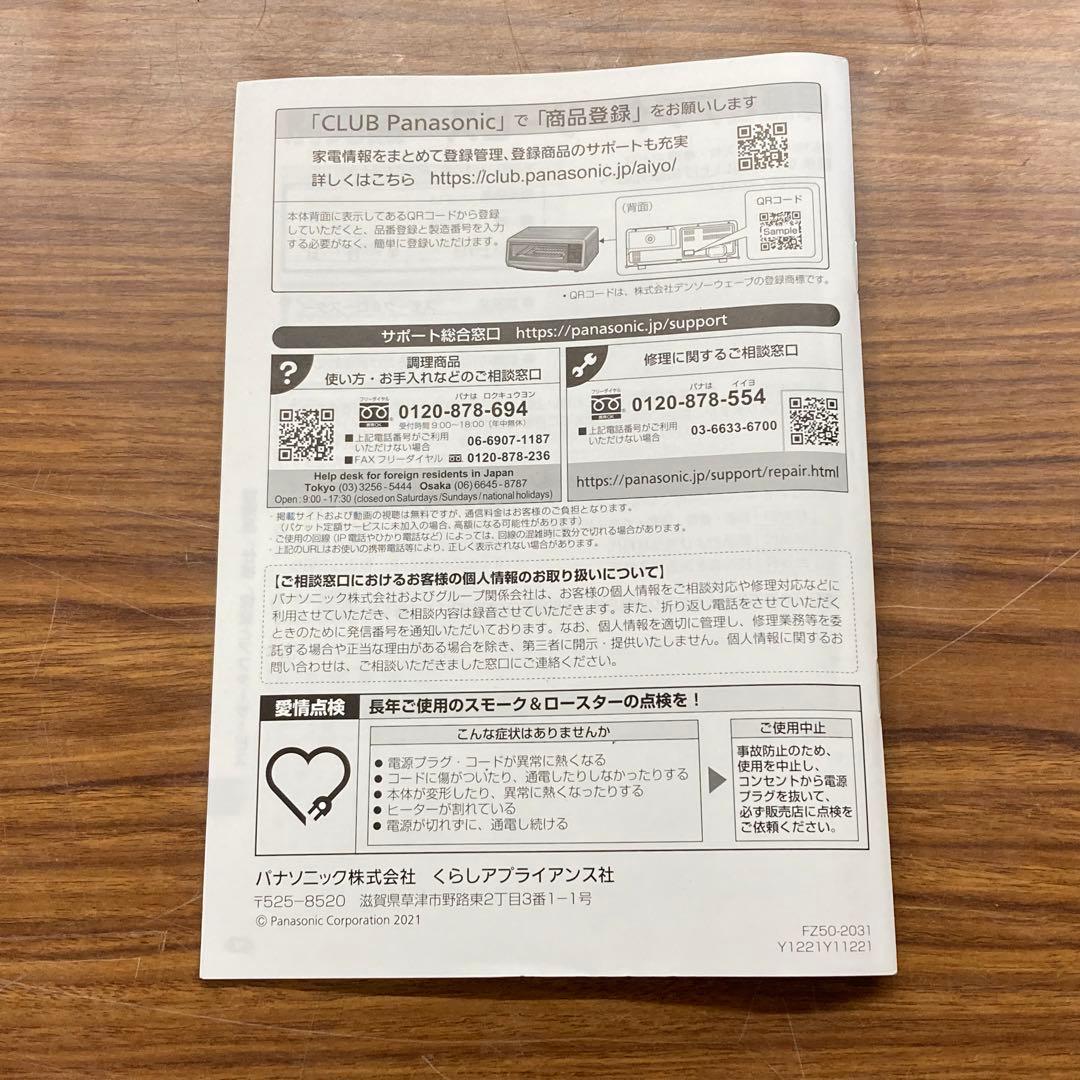 「CLUB Panasonic」で「商品登録」をお願いします
家電情報をまとめて登録管理、登録商品のサポートも充実
詳しくはこちら https://club.panasonic.jp/aiyo/
本体背面に表示してあるQRコードから登録
していただくと、品番登録と製造番号を入力
する必要がなく、簡単に登録いただけます。
（背面）
QRコード
Sample
・QRコードは、株式会社デンソーウェーブの登録商標です。
サポート総合窓口 https://panasonic.jp/support
?
調理商品
使い方・お手入れなどのご相談窓口
フリーダイヤル
携帯OK
パナは ロクキュウヨン
0120-878-694
受付時間 9:00～18:00（年中無休）
■上記電話番号がご利用
いただけない場合
06-6907-1187
■FAX フリーダイヤル 0120-878-236
Help desk for foreign residents in Japan
Tokyo (03) 3256-5444 Osaka (06) 6645-8787
Open : 9:00 - 17:30 (closed on Saturdays /Sundays / national holidays)
修理に関するご相談窓口
フリーダイヤル
携帯OK
パナは イイヨ
0120-878-554
■上記電話番号がご利用
いただけない場合
03-6633-6700
https://panasonic.jp/support/repair.html
・掲載サイトおよび動画の視聴は無料ですが、通信料金はお客様のご負担となります。
（パケット定額サービスに未加入の場合、高額になる可能性があります）
・ご使用の回線（IP電話やひかり電話など）によっては、回線の混雑時に数分で切れる場合があります。
・上記のURLはお使いの携帯電話等により、正しく表示されない場合があります。
【ご相談窓口におけるお客様の個人情報のお取り扱いについて】
パナソニック株式会社およびグループ関係会社は、お客様の個人情報をご相談対応や修理対応などに
利用させていただき、ご相談内容は録音させていただきます。また、折り返し電話をさせていただく
ときのために発信番号を通知いただいております。なお、個人情報を適切に管理し、修理業務等を委
託する場合や正当な理由がある場合を除き、第三者に開示・提供いたしません。個人情報に関するお
問い合わせは、ご相談いただきました窓口にご連絡ください。
愛情点検
長年ご使用のスモーク＆ロースターの点検を！
こんな症状はありませんか
● 電源プラグ・コードが異常に熱くなる
● コードに傷がついたり、通電したりしなかったりする
● 本体が変形したり、異常に熱くなったりする
● ヒーターが割れている
● 電源が切れずに、通電し続ける
ご使用中止
事故防止のため、
使用を中止し、
コンセントから電源
プラグを抜いて、
必ず販売店に点検を
ご依頼ください。
パナソニック株式会社 くらしアプライアンス社
〒525-8520 滋賀県草津市野路東2丁目3番1-1号
© Panasonic Corporation 2021
FZ50-2031
Y1221Y11221